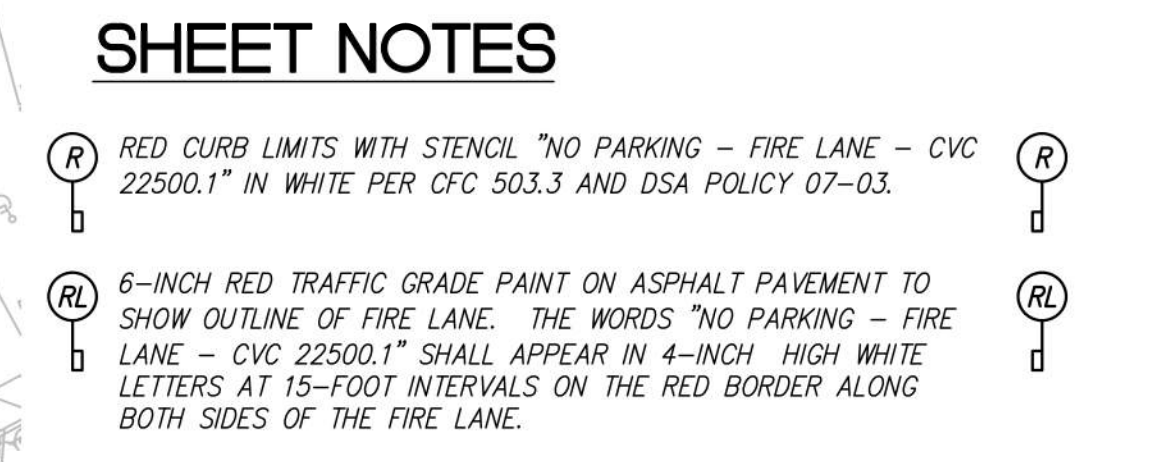 SHEET NOTES
R RED CURB LIMITS WITH STENCIL "NO PARKING – FIRE LANE – CVC R
22500.1" IN WHITE PER CFC 503.3 AND DSA POLICY 07–03.
RL 6–INCH RED TRAFFIC GRADE PAINT ON ASPHALT PAVEMENT TO RL
SHOW OUTLINE OF FIRE LANE. THE WORDS "NO PARKING – FIRE
LANE – CVC 22500.1" SHALL APPEAR IN 4–INCH HIGH WHITE
LETTERS AT 15–FOOT INTERVALS ON THE RED BORDER ALONG
BOTH SIDES OF THE FIRE LANE.